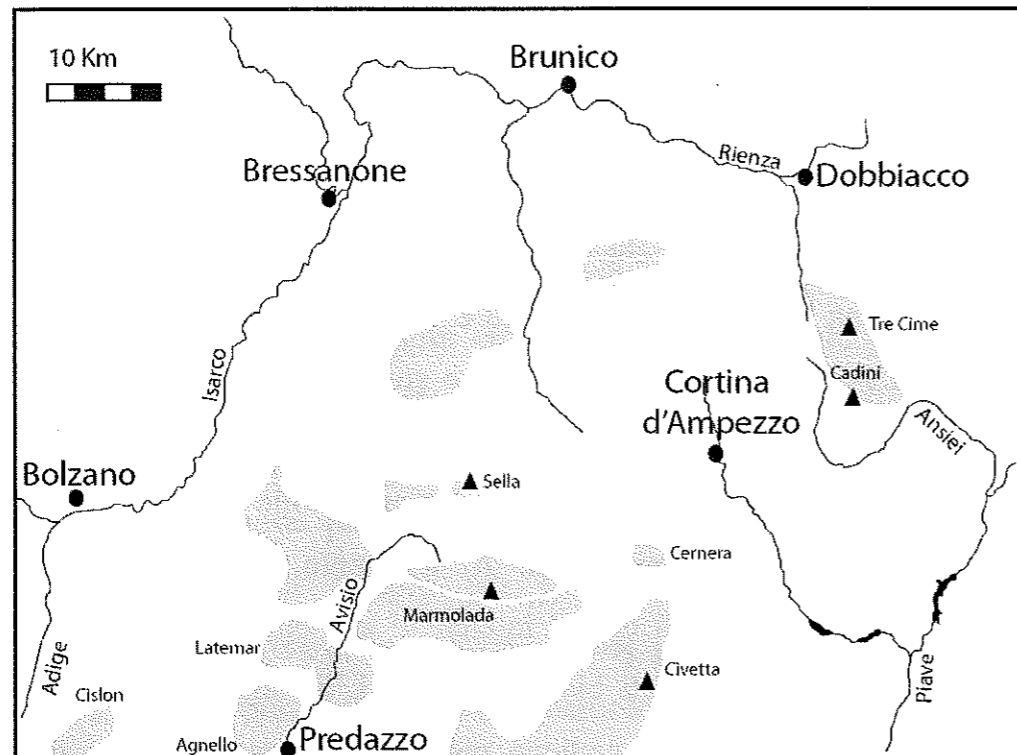 10 Km
Brunico
Rienza
Bressanone
Dobbiacco
Tre Cime
Isarco
Cadini
Cortina
d'Ampezzo
Ansiei
Bolzano
Sella
Cernera
Avisio
Marmolada
Adige
Latemar
Civetta
Piave
Cislon
Agnello
Predazzo